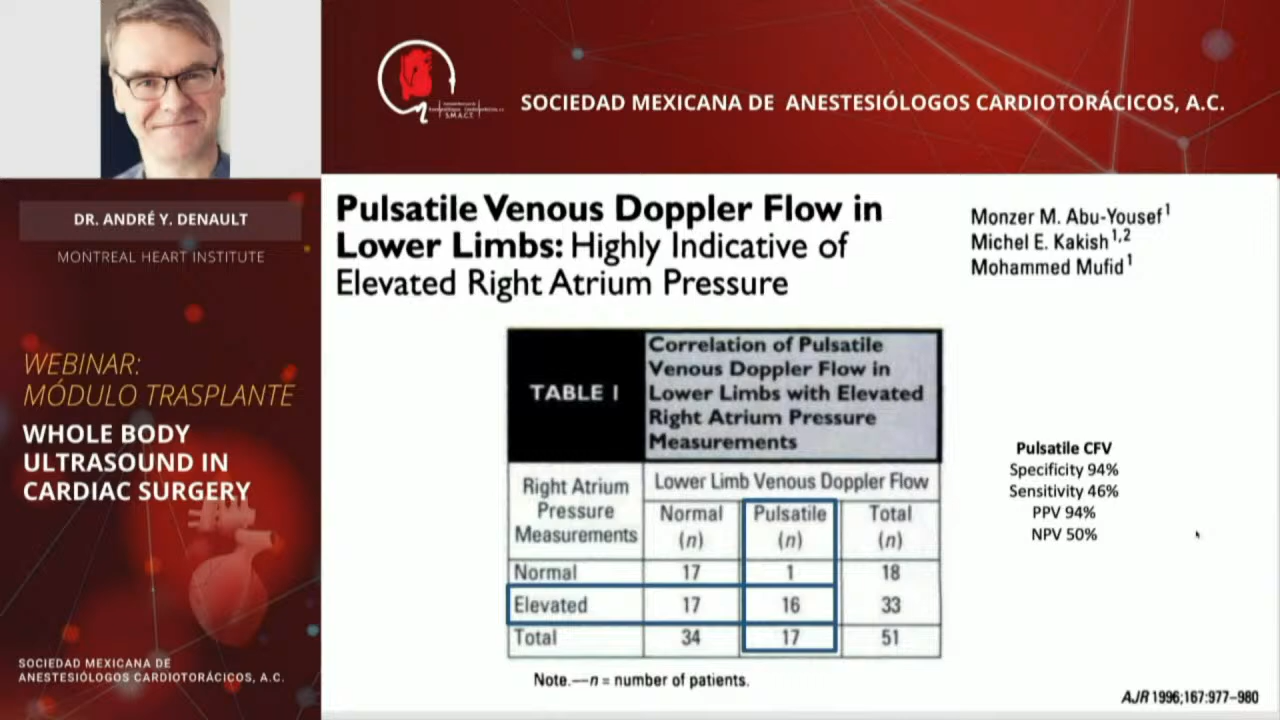 SOCIEDAD MEXICANA DE ANESTESIÓLOGOS CARDIOTORÁCICOS, A.C.
S.M.A.C.T.
DR. ANDRÉ Y. DENAULT
MONTREAL HEART INSTITUTE
WEBINAR:
MÓDULO TRASPLANTE
WHOLE BODY
ULTRASOUND IN
CARDIAC SURGERY
SOCIEDAD MEXICANA DE
ANESTESIÓLOGOS CARDIOTORÁCICOS, A.C.
Pulsatile Venous Doppler Flow in
Lower Limbs: Highly Indicative of
Elevated Right Atrium Pressure
Monzer M. Abu-Yousef1
Michel E. Kakish1,2
Mohammed Mufid1
TABLE I
Correlation of Pulsatile
Venous Doppler Flow in
Lower Limbs with Elevated
Right Atrium Pressure
Measurements
Right Atrium
Pressure
Measurements
Lower Limb Venous Doppler Flow
Normal Pulsatile Total
(n) (n) (n)
Normal 17 1 18
Elevated 17 16 33
Total 34 17 51
Note.—n = number of patients.
Pulsatile CFV
Specificity 94%
Sensitivity 46%
PPV 94%
NPV 50%
AJR 1996;167:977–980